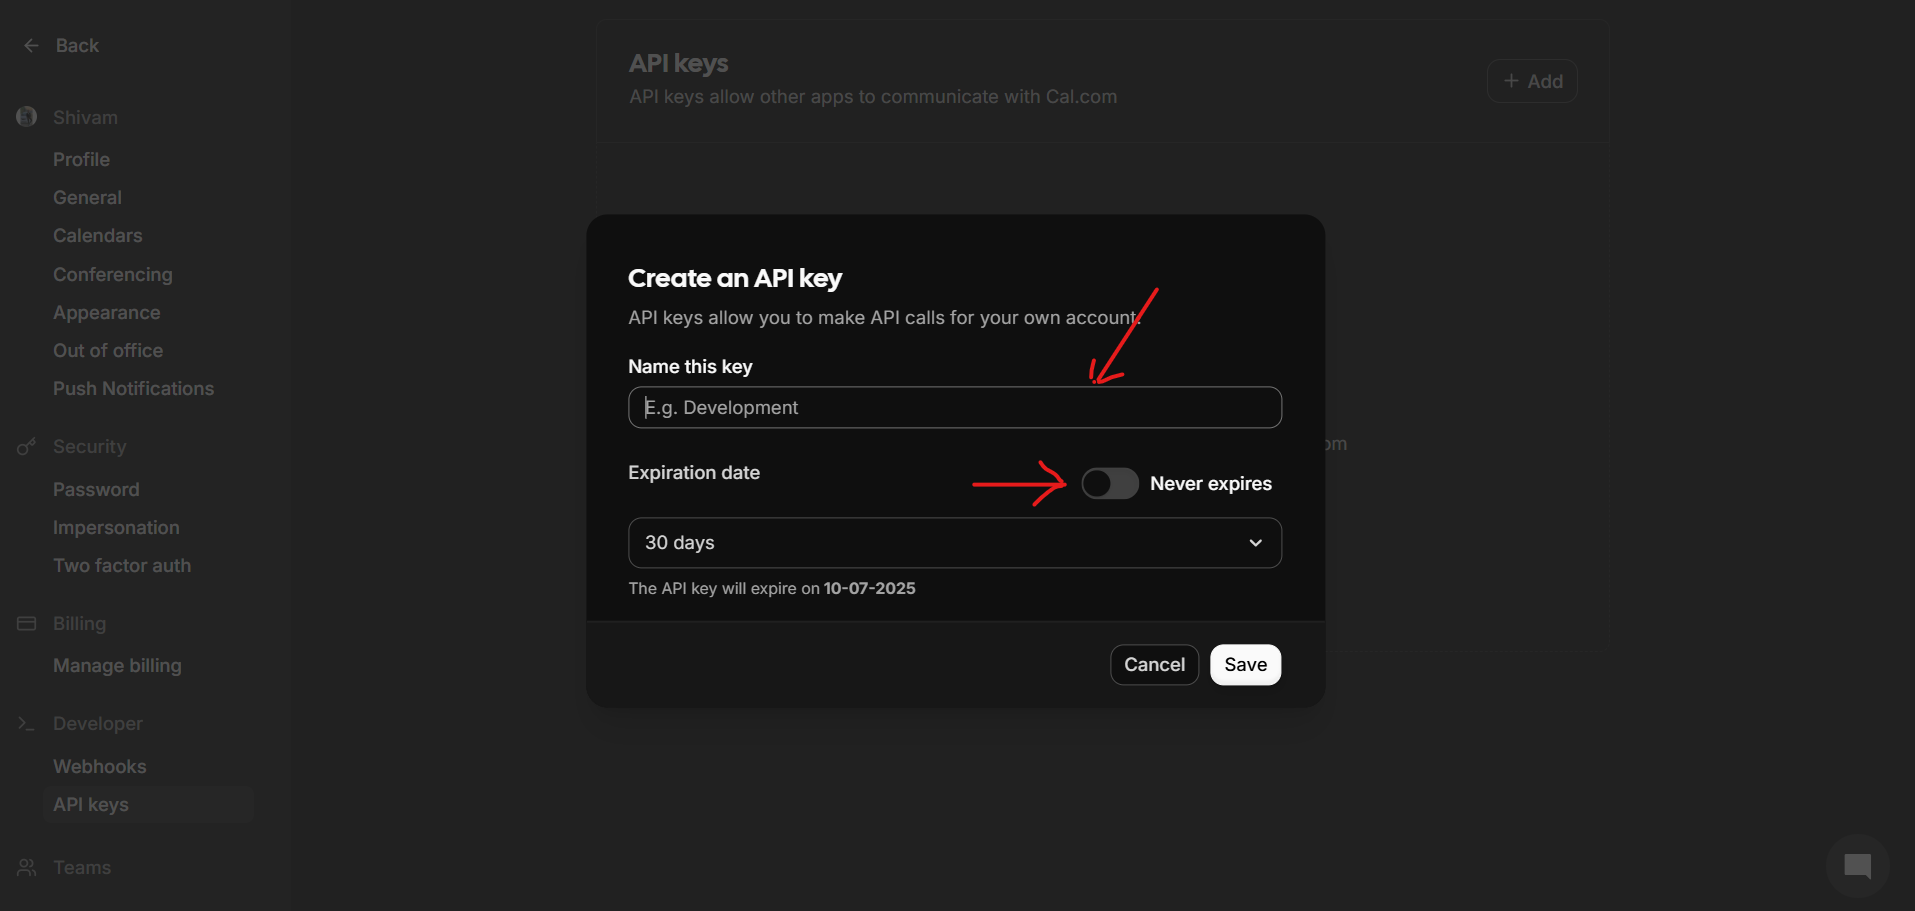 Back
Shivam
Profile
General
Calendars
Conferencing
Appearance
Out of office
Push Notifications
Security
Password
Impersonation
Two factor auth
Billing
Manage billing
Developer
Webhooks
API keys
Teams
API keys
API keys allow other apps to communicate with Cal.com
+ Add
Create an API key
API keys allow you to make API calls for your own account.
Name this key
E.g. Development
Expiration date
Never expires
30 days
The API key will expire on 10-07-2025
Cancel
Save